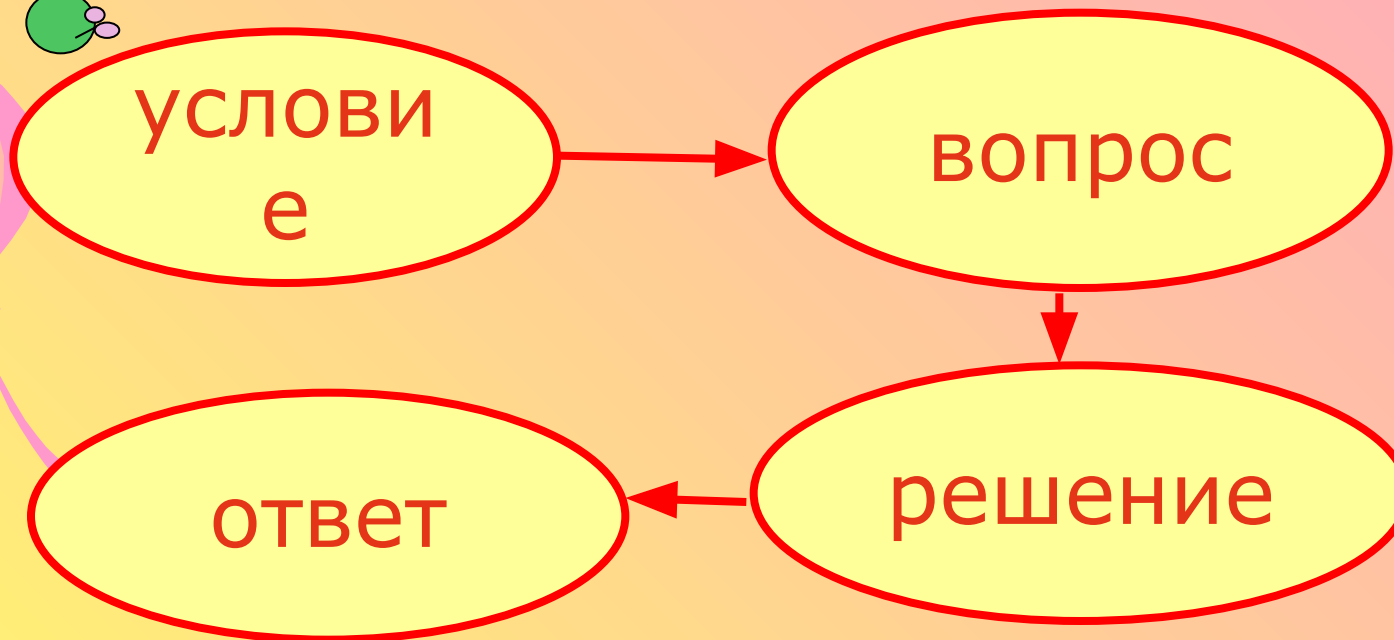 услови
е
вопрос
решение
ответ